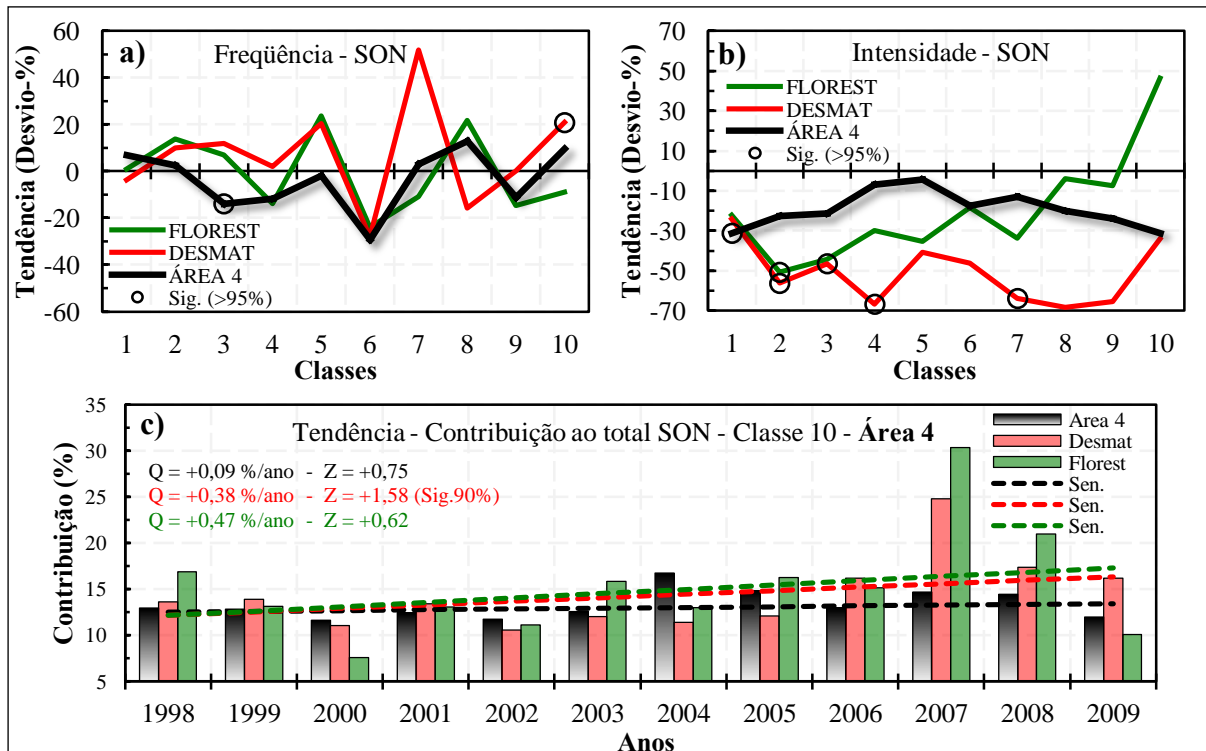 a)
Freqüência - SON
Tendência (Desvio-%)
60
40
20
0
-20
-40
-60
FLOREST
DESMAT
ÁREA 4
Sig. (>95%)
1 2 3 4 5 6 7 8 9 10
Classes
b)
Intensidade - SON
Tendência (Desvio-%)
70
50
30
10
-10
-30
-50
-70
FLOREST
DESMAT
ÁREA 4
Sig. (>95%)
1 2 3 4 5 6 7 8 9 10
Classes
c)
Tendência - Contribuição ao total SON - Classe 10 - Área 4
Q = +0,09 %/ano - Z = +0,75
Q = +0,38 %/ano - Z = +1,58 (Sig.90%)
Q = +0,47 %/ano - Z = +0,62
Area 4
Desmat
Florest
Sen.
Sen.
Sen.
Contribuição (%)
35
30
25
20
15
10
5
1998 1999 2000 2001 2002 2003 2004 2005 2006 2007 2008 2009
Anos